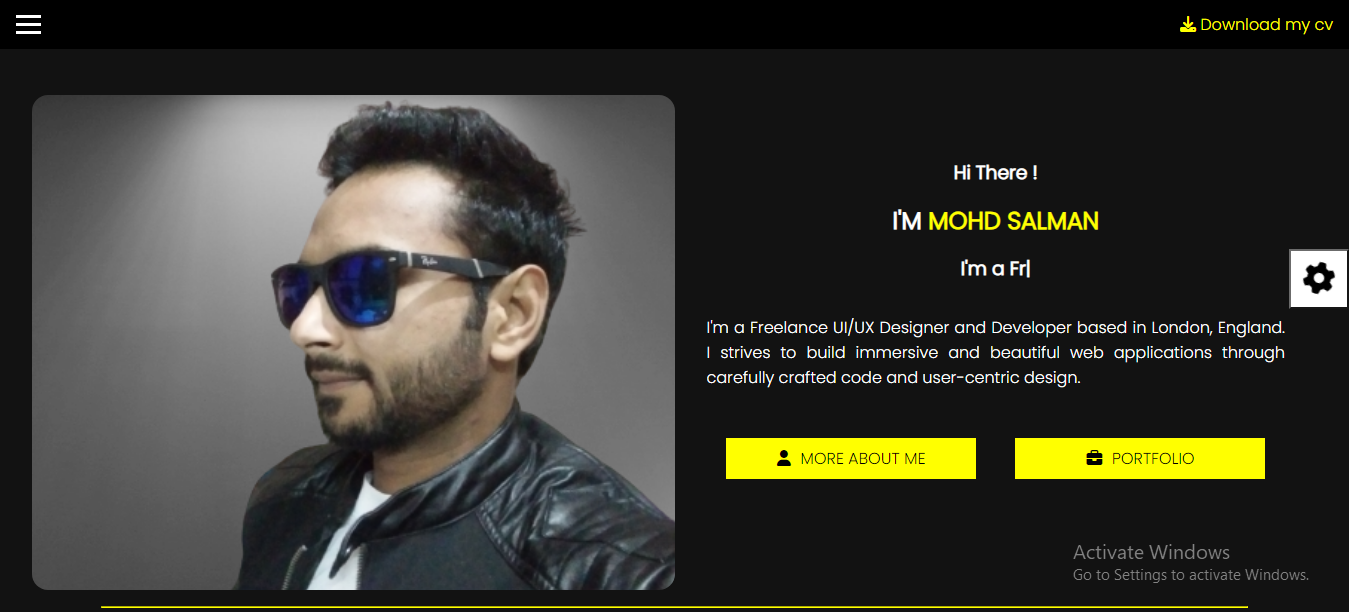 Download my cv
Hi There !
I'M MOHD SALMAN
I'm a Fr
I'm a Freelance UI/UX Designer and Developer based in London, England.
I strives to build immersive and beautiful web applications through
carefully crafted code and user-centric design.
MORE ABOUT ME
PORTFOLIO
Activate Windows
Go to Settings to activate Windows.